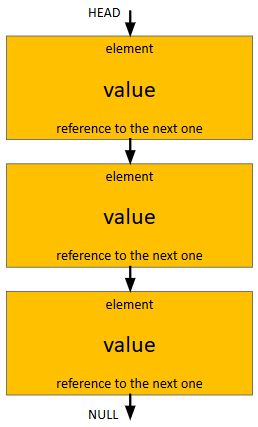 HEAD
element
value
reference to the next one
element
value
reference to the next one
element
value
reference to the next one
NULL